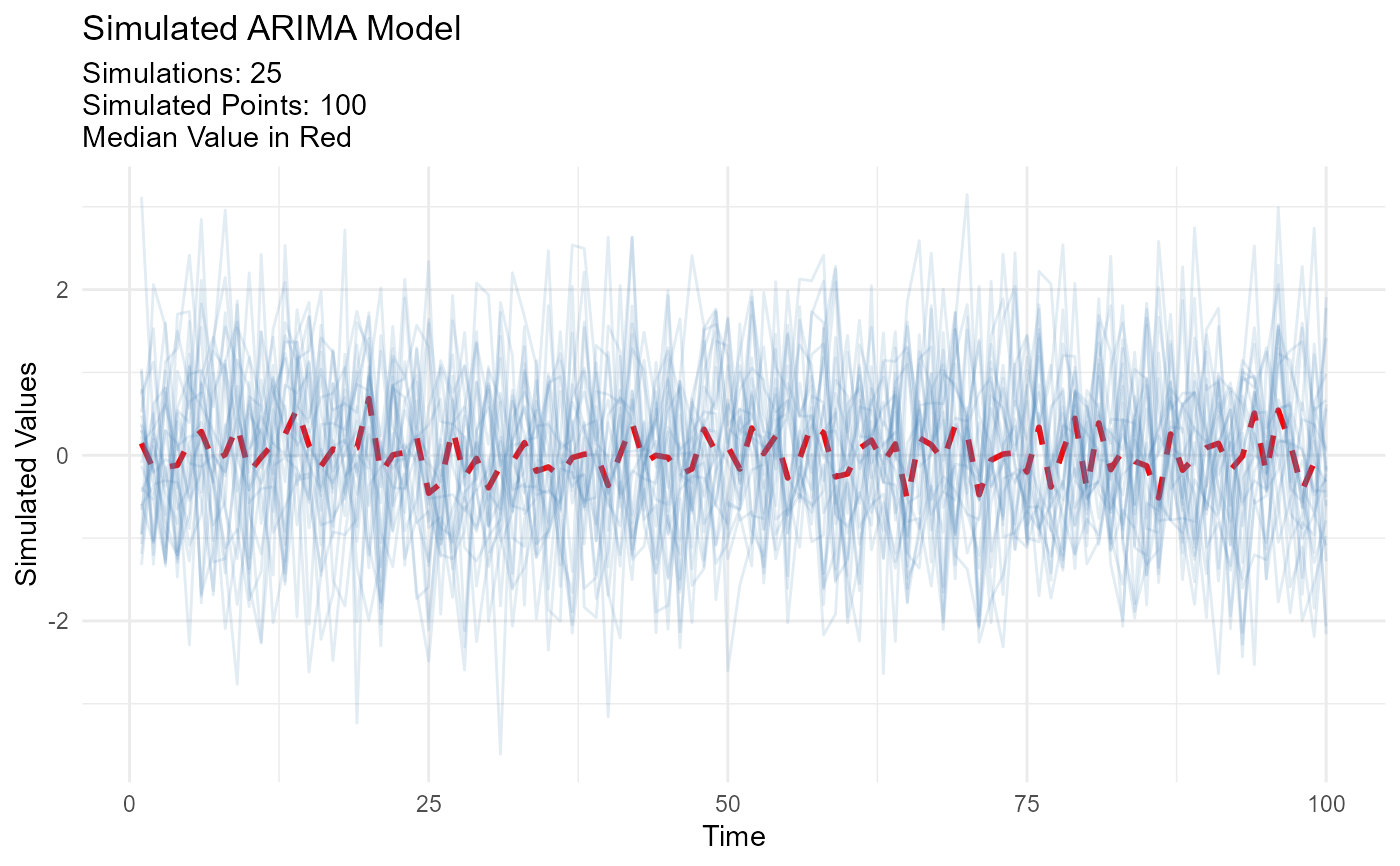 Simulated ARIMA Model
Simulations: 25
Simulated Points: 100
Median Value in Red
Simulated Values
2
0
-2
0 25 50 75 100
Time